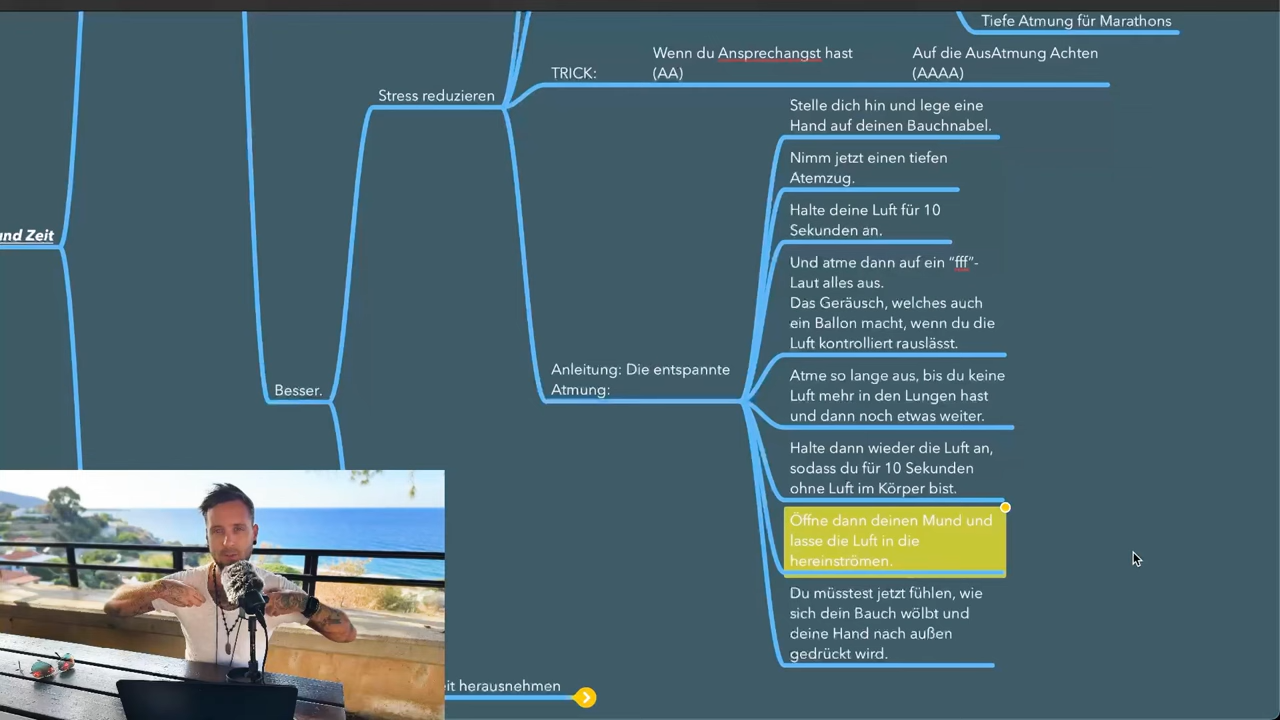 Tiefe Atmung für Marathons
Wenn du Ansprechangst hast
(AA)
Auf die AusAtmung Achten
(AAAA)
TRICK:
Stress reduzieren
Stelle dich hin und lege eine
Hand auf deinen Bauchnabel.
Nimm jetzt einen tiefen
Atemzug.
Halte deine Luft für 10
Sekunden an.
und Zeit
Und atme dann auf ein “fff”-
Laut alles aus.
Das Geräusch, welches auch
ein Ballon macht, wenn du die
Luft kontrolliert rauslässt.
Anleitung: Die entspannte
Atmung:
Besser.
Atme so lange aus, bis du keine
Luft mehr in den Lungen hast
und dann noch etwas weiter.
Halte dann wieder die Luft an,
sodass du für 10 Sekunden
ohne Luft im Körper bist.
Öffne dann deinen Mund und
lasse die Luft in die
hereinströmen.
Du müsstest jetzt fühlen, wie
sich dein Bauch wölbt und
deine Hand nach außen
gedrückt wird.
eit herausnehmen